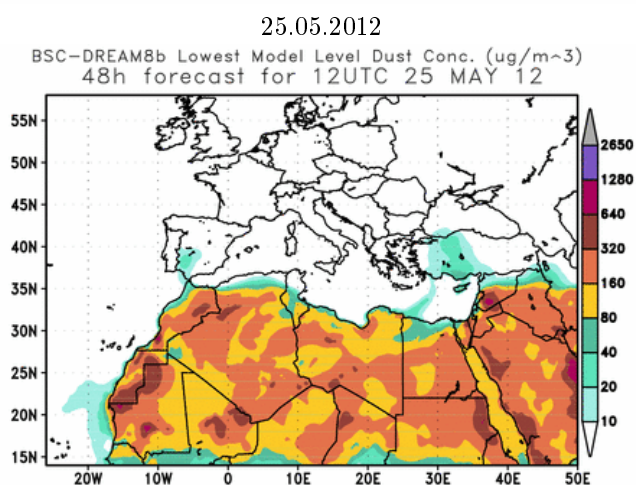 25.05.2012
BSC-DREAM8b Lowest Model Level Dust Conc. (ug/m^3)
48h forecast for 12UTC 25 MAY 12
55N
50N
45N
40N
35N
30N
25N
20N
15N
20W
10W
0
10E
20E
30E
40E
50E
2650
1280
640
320
160
80
40
20
10